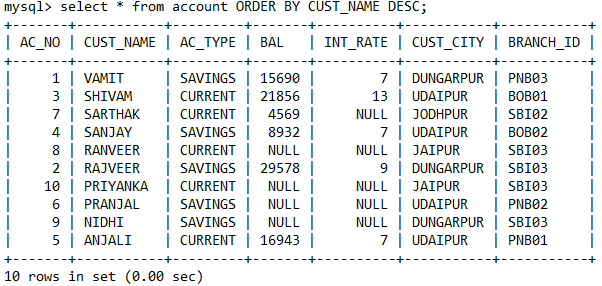 mysql> select * from account ORDER BY CUST_NAME DESC;
+-------+-----------+---------+-------+----------+-----------+-----------+
| AC_NO | CUST_NAME | AC_TYPE | BAL   | INT_RATE | CUST_CITY | BRANCH_ID |
+-------+-----------+---------+-------+----------+-----------+-----------+
|     1 | VAMIT     | SAVINGS | 15690 |        7 | DUNGARPUR | PNB03     |
|     3 | SHIVAM    | CURRENT | 21856 |       13 | UDAIPUR   | BOB01     |
|     7 | SARTHAK   | CURRENT |  4569 |     NULL | JODHPUR   | SBI02     |
|     4 | SANJAY    | SAVINGS |  8932 |        7 | UDAIPUR   | BOB02     |
|     8 | RANVEER   | CURRENT |  NULL |     NULL | JAIPUR    | SBI03     |
|     2 | RAJVEER   | SAVINGS | 29578 |        9 | DUNGARPUR | SBI03     |
|    10 | PRIYANKA  | CURRENT |  NULL |     NULL | JAIPUR    | SBI03     |
|     6 | PRANJAL   | SAVINGS |  NULL |     NULL | UDAIPUR   | PNB02     |
|     9 | NIDHI     | SAVINGS |  NULL |     NULL | DUNGARPUR | SBI03     |
|     5 | ANJALI    | CURRENT | 16943 |        7 | UDAIPUR   | PNB01     |
+-------+-----------+---------+-------+----------+-----------+-----------+
10 rows in set (0.00 sec)